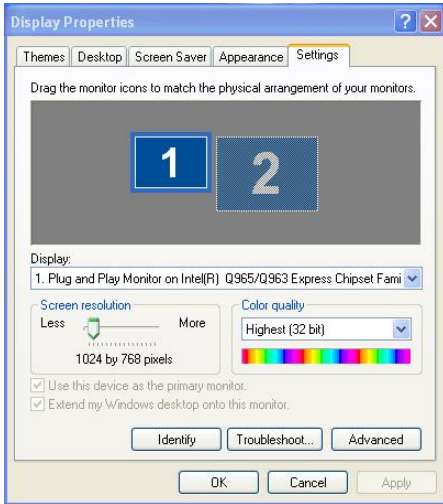 Display Properties
Themes Desktop Screen Saver Appearance Settings
Drag the monitor icons to match the physical arrangement of your monitors.
1 2
Display:
1. Plug and Play Monitor on Intel(R) Q965/Q963 Express Chipset Fami
Screen resolution Color quality
Less More Highest (32 bit)
1024 by 768 pixels
Use this device as the primary monitor.
Extend my Windows desktop onto this monitor.
Identify Troubleshoot... Advanced
OK Cancel Apply